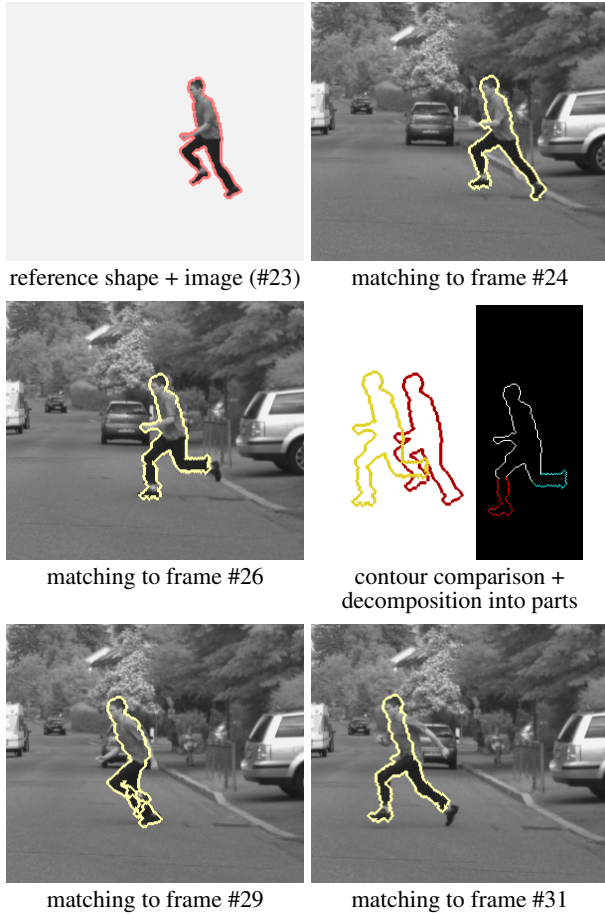 reference shape + image (#23)
matching to frame #24
matching to frame #26
contour comparison +
decomposition into parts
matching to frame #29
matching to frame #31